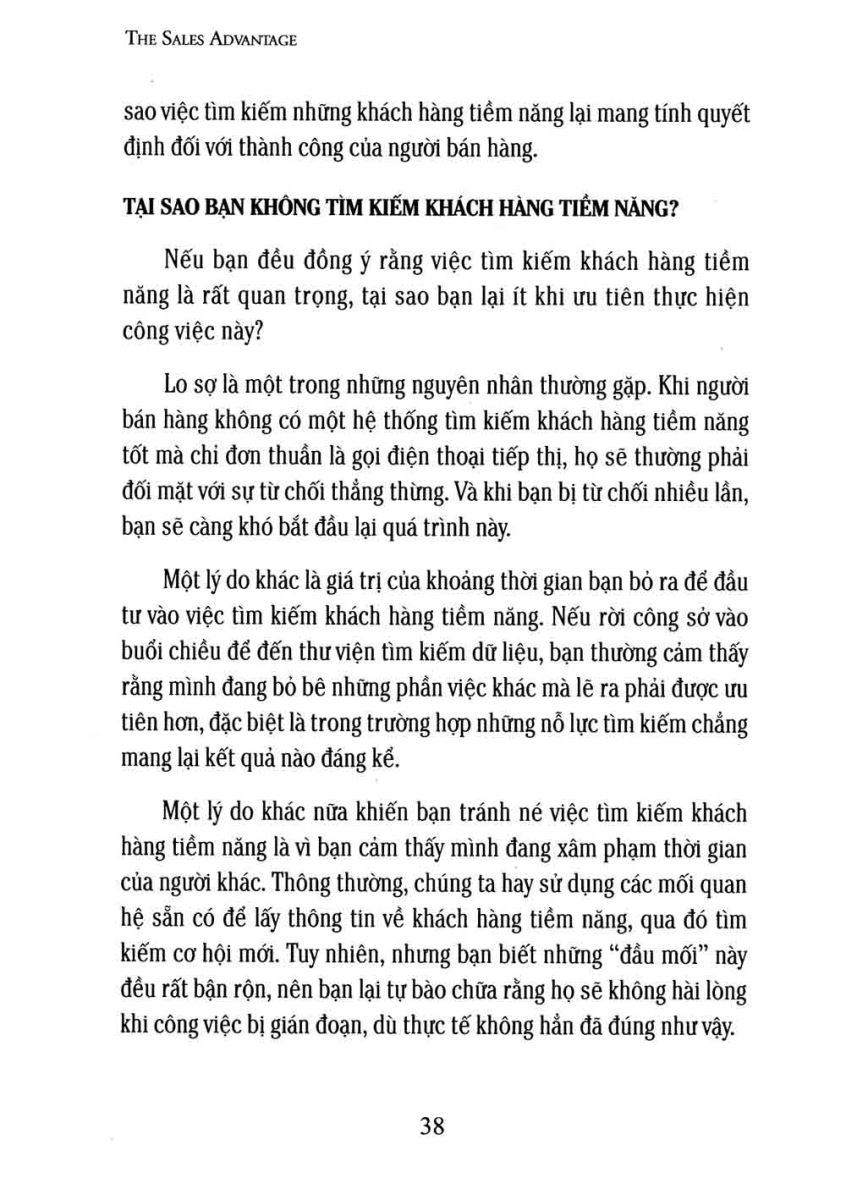 THE SALES ADVANTAGE
sao việc tìm kiếm những khách hàng tiềm năng lại mang tính quyết
định đối với thành công của người bán hàng.
TẠI SAO BẠN KHÔNG TÌM KIẾM KHÁCH HÀNG TIỀM NĂNG?
Nếu bạn đều đồng ý rằng việc tìm kiếm khách hàng tiềm
năng là rất quan trọng, tại sao bạn lại ít khi ưu tiên thực hiện
công việc này?
Lo sợ là một trong những nguyên nhân thường gặp. Khi người
bán hàng không có một hệ thống tìm kiếm khách hàng tiềm năng
tốt mà chỉ đơn thuần là gọi điện thoại tiếp thị, họ sẽ thường phải
đối mặt với sự từ chối thẳng thừng. Và khi bạn bị từ chối nhiều lần,
bạn sẽ càng khó bắt đầu lại quá trình này.
Một lý do khác là giá trị của khoảng thời gian bạn bỏ ra để đầu
tư vào việc tìm kiếm khách hàng tiềm năng. Nếu rời công sở vào
buổi chiều để đến thư viện tìm kiếm dữ liệu, bạn thường cảm thấy
rằng mình đang bỏ bê những phần việc khác mà lẽ ra phải được ưu
tiên hơn, đặc biệt là trong trường hợp những nỗ lực tìm kiếm chẳng
mang lại kết quả nào đáng kể.
Một lý do khác nữa khiến bạn tránh né việc tìm kiếm khách
hàng tiềm năng là vì bạn cảm thấy mình đang xâm phạm thời gian
của người khác. Thông thường, chúng ta hay sử dụng các mối quan
hệ sẵn có để lấy thông tin về khách hàng tiềm năng, qua đó tìm
kiếm cơ hội mới. Tuy nhiên, nhưng bạn biết những “đầu mối” này
đều rất bận rộn, nên bạn lại tự bào chữa rằng họ sẽ không hài lòng
khi công việc bị gián đoạn, dù thực tế không hẳn đã đúng như vậy.
38